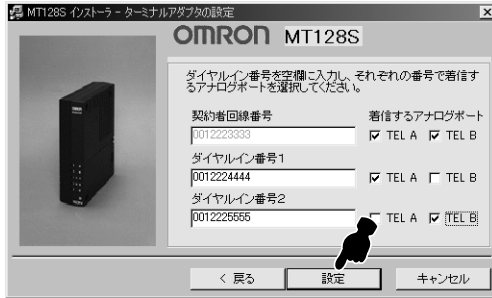 MT128S インストーラ - ターミナルアダプタの設定
OMRON MT128S
ダイヤルイン番号を空欄に入力し、それぞれの番号で着信す
るアナログポートを選択してください。
契約者回線番号 着信するアナログポート
0012223333 TEL A TEL B
ダイヤルイン番号1
0012224444 TEL A TEL B
ダイヤルイン番号2
0012225555 TEL A TEL B
< 戻る 設定 キャンセル